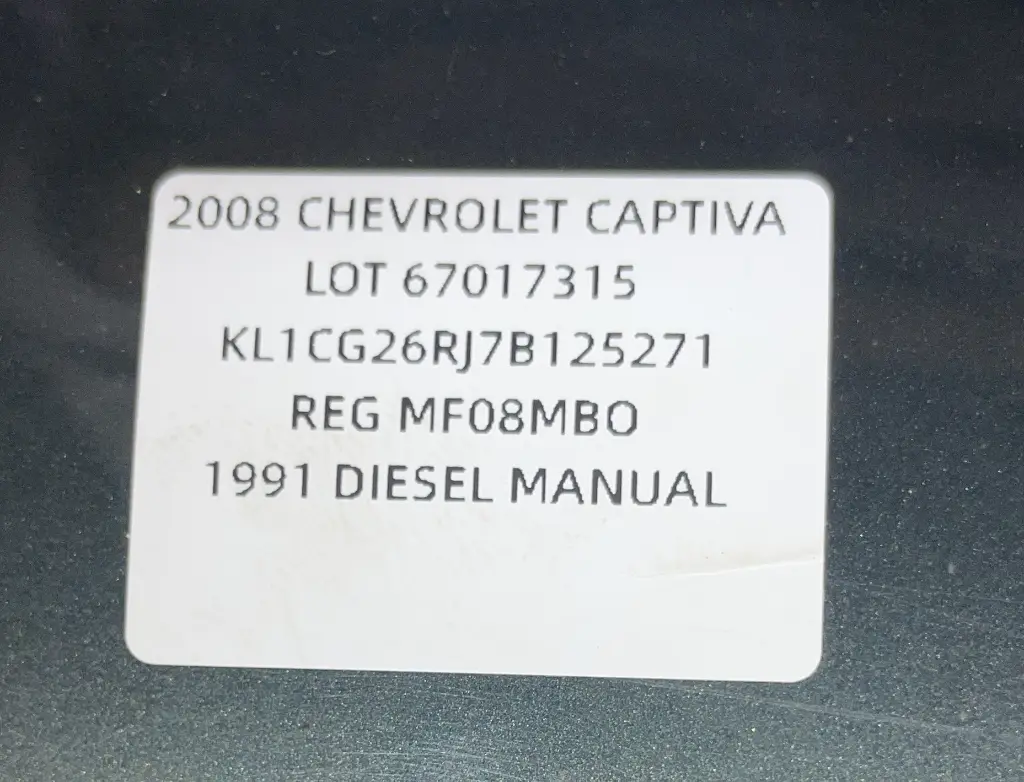 2008 CHEVROLET CAPTIVA
LOT 67017315
KL1CG26RJ7B125271
REG MF08MBO
1991 DIESEL MANUAL